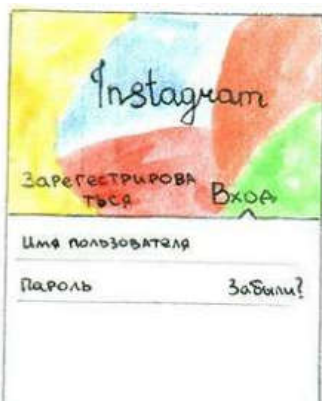 Instagram
Зарегестрирова
ться
Вход
Имя пользователя
Пароль Забыли?